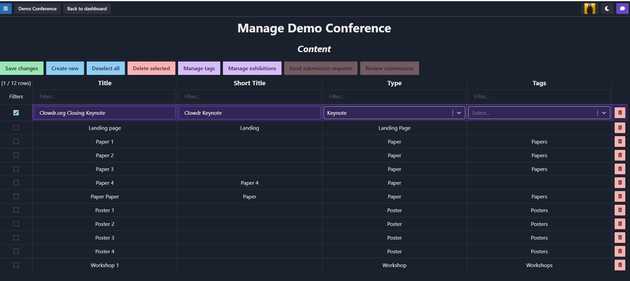 Demo Conference Back to dashboard
Manage Demo Conference
Content
Save changes Create new Deselect all Delete selected Manage tags Manage exhibitions Send submission requests Review submissions
(1 / 12 rows) Title Short Title Type Tags
Filters Filter... Filter... Filter... Filter...
Clowdr.org Closing Keynote Clowdr Keynote Keynote Select...
Landing page Landing Landing Page
Paper 1 Paper Papers
Paper 2 Paper Papers
Paper 3 Paper Papers
Paper 4 Paper 4 Paper
Paper Paper Paper Paper Papers
Poster 1 Poster Posters
Poster 2 Poster Posters
Poster 3 Poster Posters
Poster 4 Poster Posters
Workshop 1 Workshop Workshops